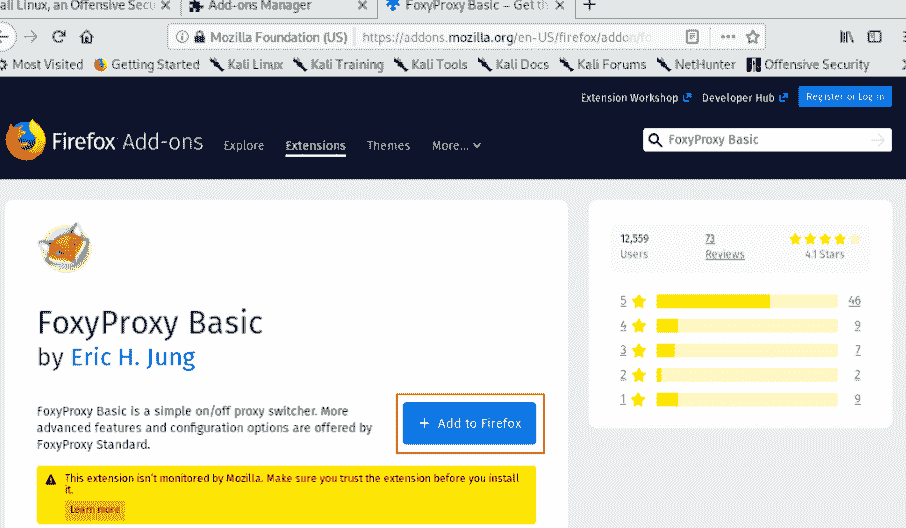 ali Linux, an Offensive Secu
Add-ons Manager
FoxyProxy Basic – Get th
Mozilla Foundation (US)
https://addons.mozilla.org/en-US/firefox/addon/fo
Most Visited
Getting Started
Kali Linux
Kali Training
Kali Tools
Kali Docs
Kali Forums
NetHunter
Offensive Security
Extension Workshop
Developer Hub
Register or Log in
Firefox Add-ons
Explore
Extensions
Themes
More...
FoxyProxy Basic
12,559
Users
73
Reviews
4.1 Stars
5
46
4
9
3
7
2
2
1
9
FoxyProxy Basic
by Eric H. Jung
FoxyProxy Basic is a simple on/off proxy switcher. More
advanced features and configuration options are offered by
FoxyProxy Standard.
+ Add to Firefox
This extension isn't monitored by Mozilla. Make sure you trust the extension before you install
it.
Learn more